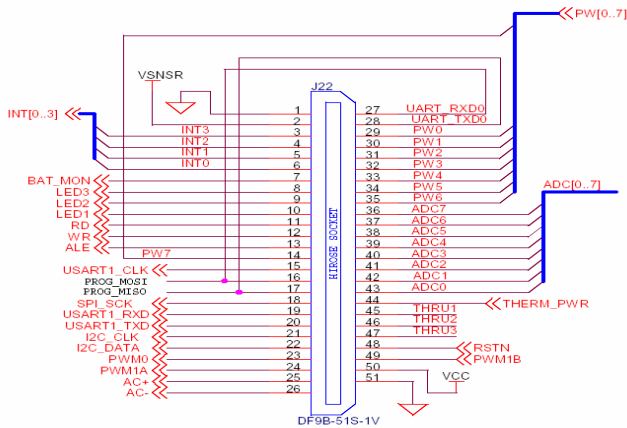 PW[0..7]
VSNSR
J22
INT[0..3]
1
2
INT3 3
INT2 4
INT1 5
INT0 6
BAT_MON 7
LED3 8
LED2 9
LED1 10
RD 11
WR 12
ALE 13
PW7 14
USART1_CLK 15
PROG_MOSI 16
PROG_MISO 17
SPI_SCK 18
USART1_RXD 19
USART1_TXD 20
I2C_CLK 21
I2C_DATA 22
PWM0 23
PWM1A 24
AC+ 25
AC- 26
HIROSE SOCKET
27 UART_RXD0
28 UART_TXD0
29 PW0
30 PW1
31 PW2
32 PW3
33 PW4
34 PW5
35 PW6
36 ADC7
37 ADC6
38 ADC5
39 ADC4
40 ADC3
41 ADC2
42 ADC1
43 ADC0
44 THERM_PWR
45 THRU1
46 THRU2
47 THRU3
48 RSTN
49 PWM1B
50
51
ADC[0..7]
VCC
DF9B-51S-1V